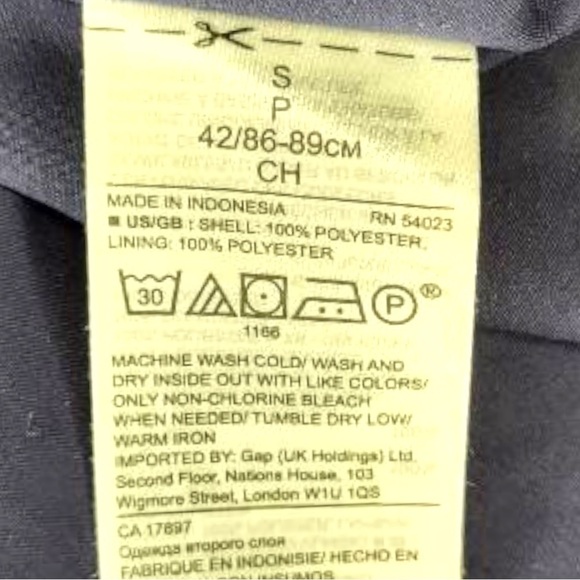 S
P
42/86-89CM
CH
MADE IN INDONESIA RN 54023
■ US/GB : SHELL: 100% POLYESTER.
LINING: 100% POLYESTER
30 P ®
1166
MACHINE WASH COLD/ WASH AND
DRY INSIDE OUT WITH LIKE COLORS/
ONLY NON-CHLORINE BLEACH
WHEN NEEDED/ TUMBLE DRY LOW/
WARM IRON
IMPORTED BY: Gap (UK Holdings) Ltd.
Second Floor, Nations House, 103
Wigmore Street, London W1U 1QS
CA 17897
Одежда второго слоя
FABRIQUE EN INDONISIE/ HECHO EN
INSUMOS